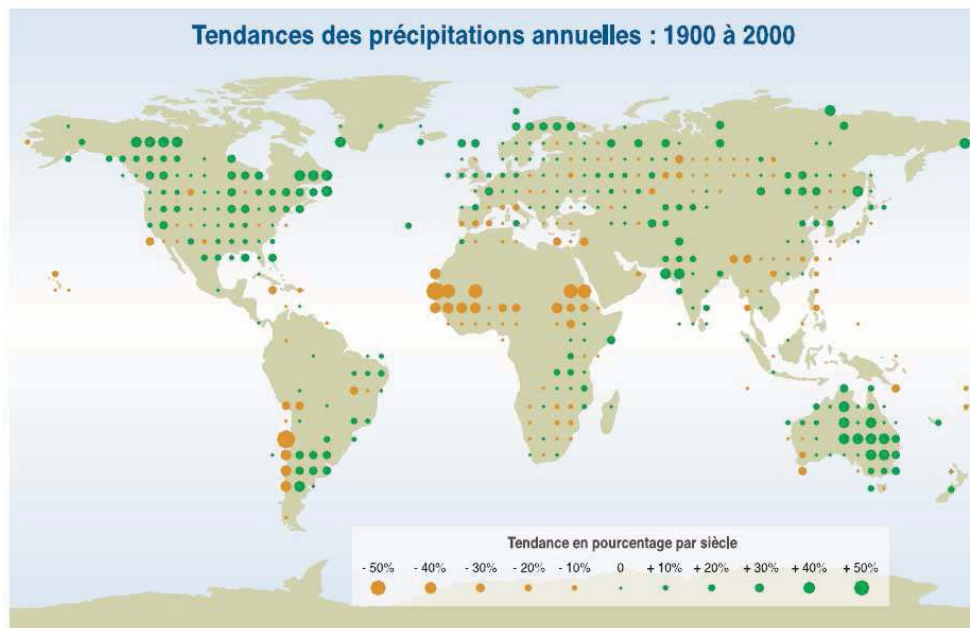 Tendances des précipitations annuelles : 1900 à 2000
Tendance en pourcentage par siècle
- 50% - 40% - 30% - 20% - 10% 0 + 10% + 20% + 30% + 40% + 50%